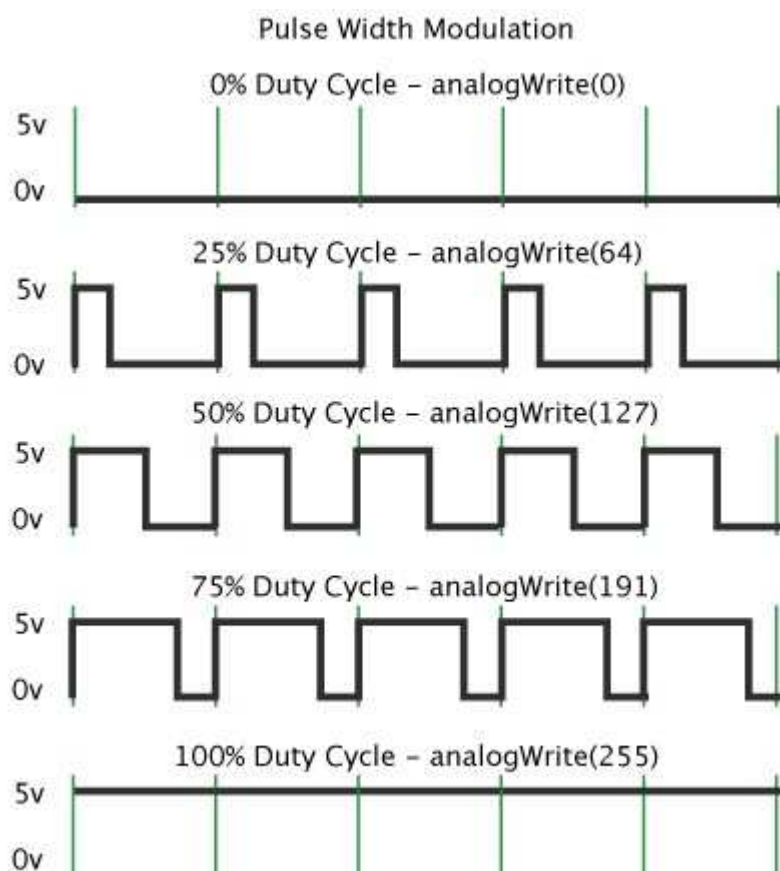 Pulse Width Modulation
0% Duty Cycle – analogWrite(0)
5v
0v
25% Duty Cycle – analogWrite(64)
5v
0v
50% Duty Cycle – analogWrite(127)
5v
0v
75% Duty Cycle – analogWrite(191)
5v
0v
100% Duty Cycle – analogWrite(255)
5v
0v